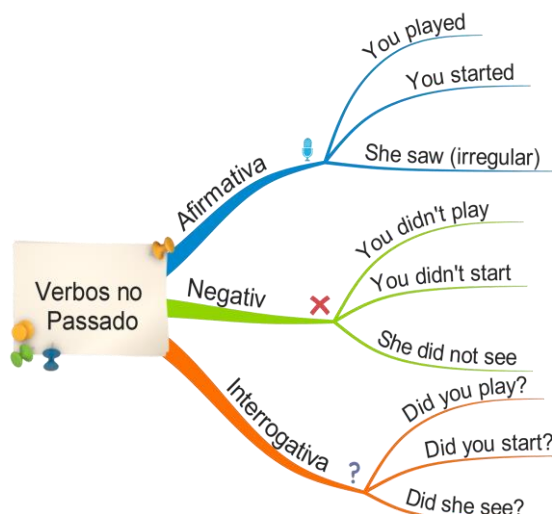 Verbos no
Passado
Afirmativa
You played
You started
She saw (irregular)
Negativ
You didn't play
You didn't start
She did not see
Interrogativa
?
Did you play?
Did you start?
Did she see?